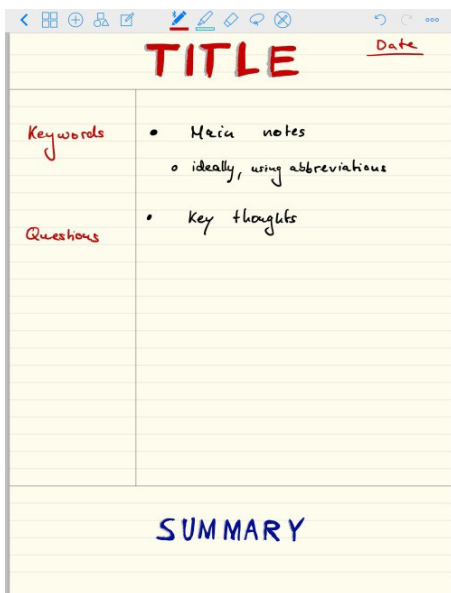 TITLE
Date
Keywords
• Main notes
o ideally, using abbreviations
• Key thoughts
Questions
SUMMARY